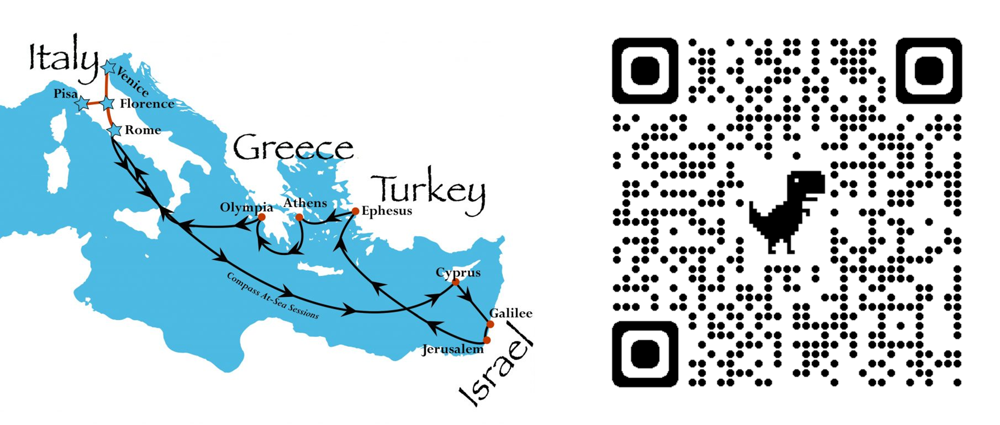 Italy
Venice
Pisa
Florence
Rome
Greece
Turkey
Olympia
Athens
Ephesus
Cyprus
Compass At-Sea Sessions
Galilee
Jerusalem
Israel